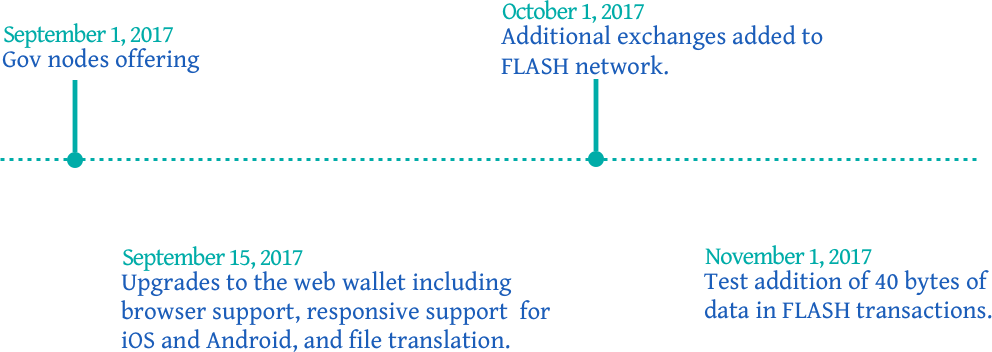 September 1, 2017
Gov nodes offering
October 1, 2017
Additional exchanges added to
FLASH network.
September 15, 2017
Upgrades to the web wallet including
browser support, responsive support for
iOS and Android, and file translation.
November 1, 2017
Test addition of 40 bytes of
data in FLASH transactions.